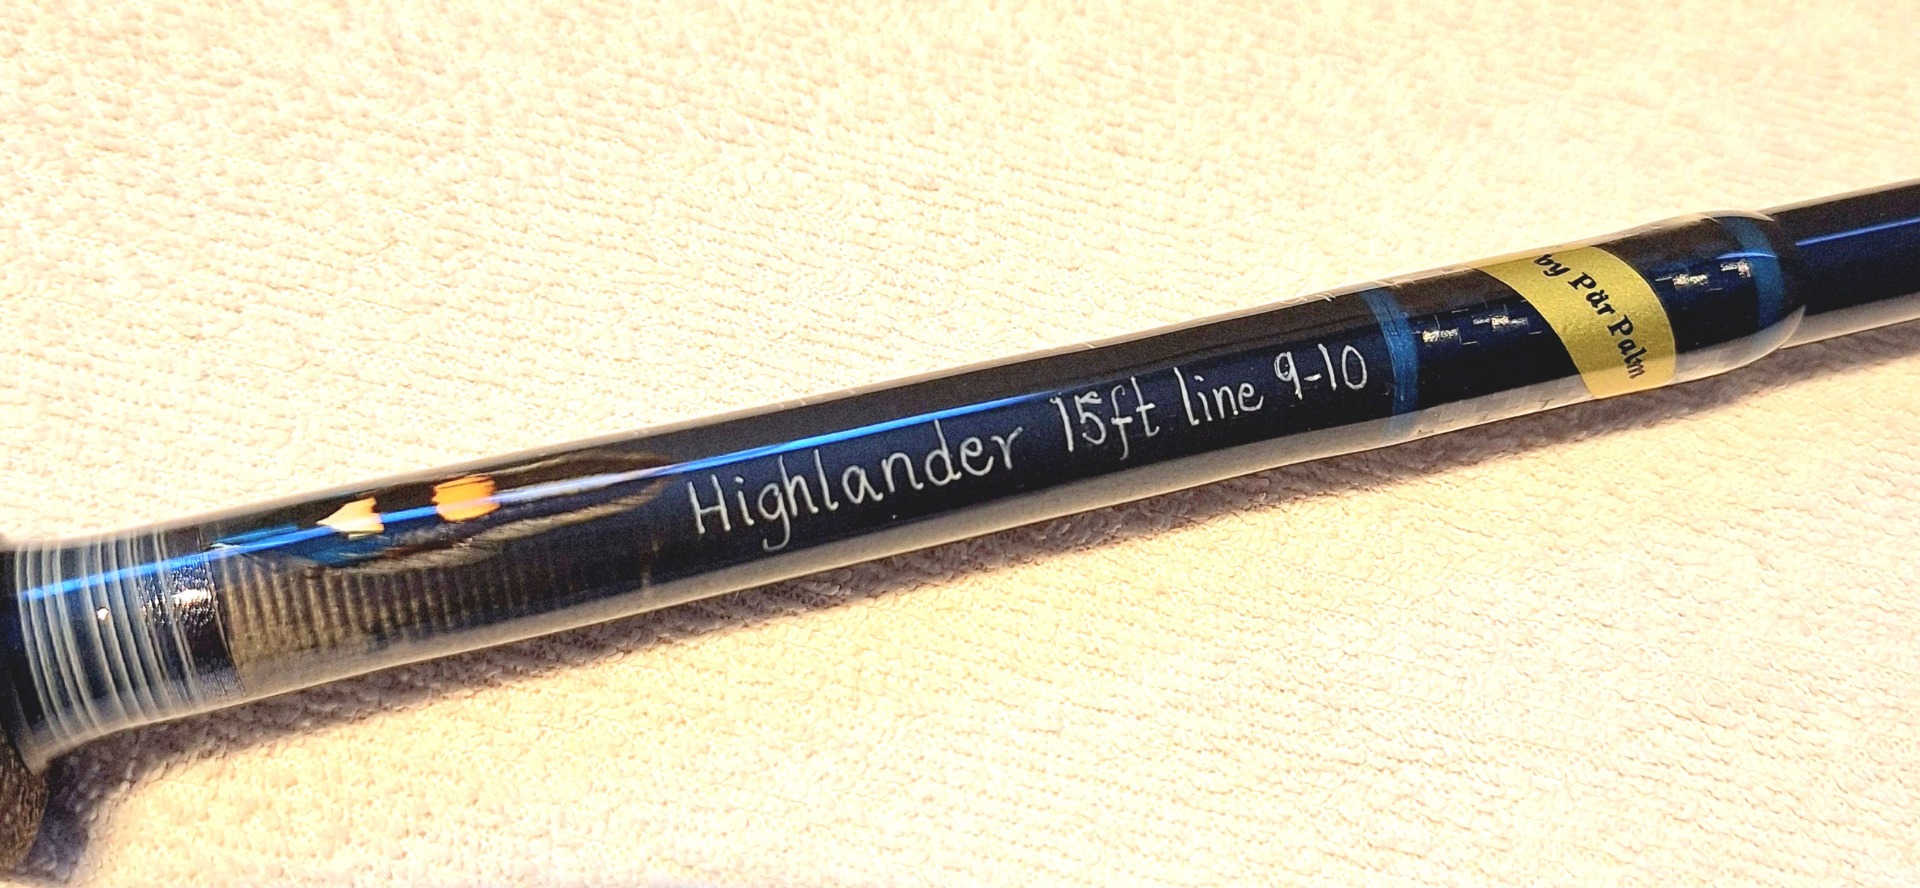 Highlander 15ft line 9-10
by Pär Palm